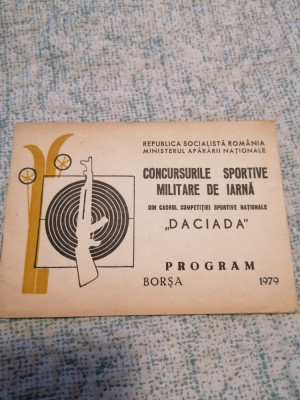 REPUBLICA SOCIALISTĂ ROMÂNIA
MINISTERUL APĂRĂRII NAȚIONALE
CONCURSURILE SPORTIVE
MILITARE DE IARNĂ
DIN CADRUL COMPETIȚIEI SPORTIVE NAȚIONALE
„DACIADA"
PROGRAM
BORȘA 1979